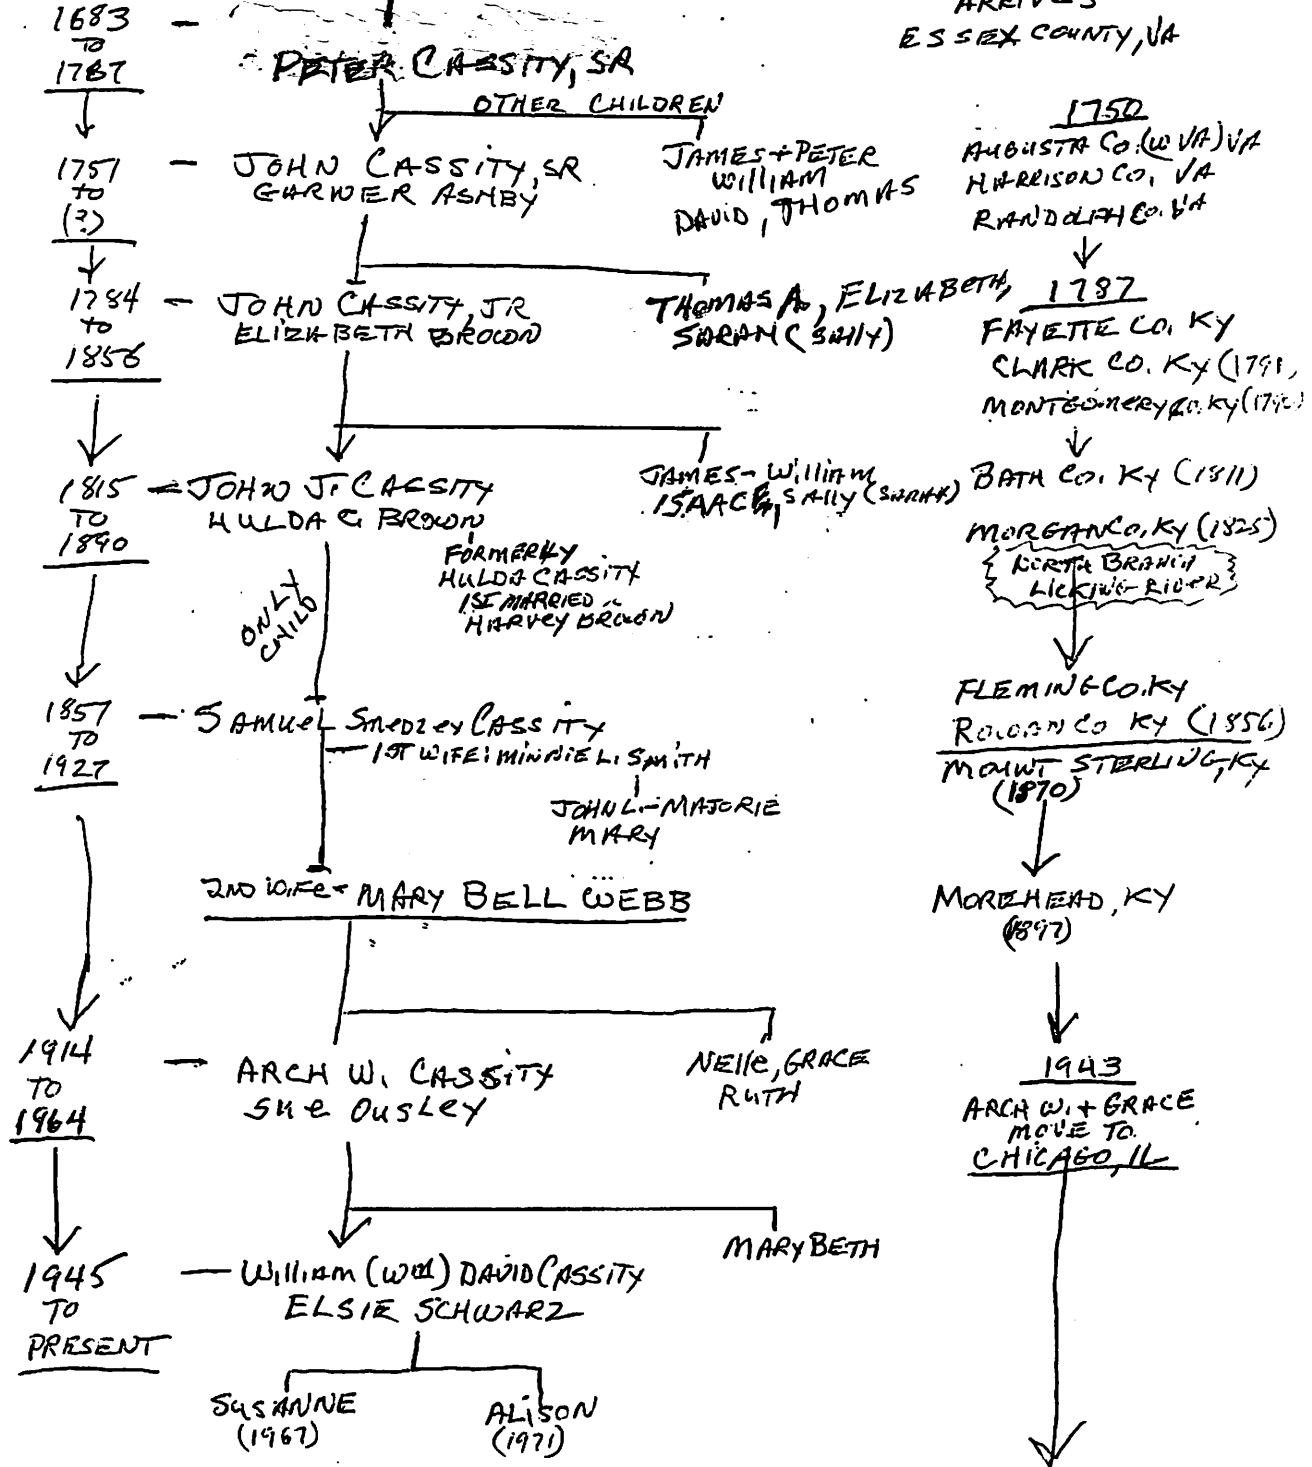 1683
TO
1787
PETER CASSITY, SR
ARRIVES
ESSEX COUNTY, VA
OTHER CHILDREN
1751
TO
(?)
JOHN CASSITY, SR
GARNER ASHBY
JAMES + PETER
WILLIAM
DAVID, THOMAS
1750
AUGUSTA CO. (W VA) VA
HARRISON CO, VA
RANDOLPH CO. VA
1784
TO
1856
JOHN CASSITY, JR
ELIZABETH BROWN
THOMAS A., ELIZABETH,
SARAH (SALLY)
1787
FAYETTE CO. KY
CLARK CO. KY (1791,
MONTGOMERY CO. KY
1815
TO
1890
JOHN J. CASSITY
HULDA C BROWN
FORMERLY
HULDA CASSITY
1ST MARRIED
HARVEY BROWN
ONLY
CHILD
JAMES - WILLIAM
ISAAC, SALLY (SARAH)
BATH CO. KY (1811)
MORGAN CO, KY (1825)
NORTH BRANCH
LICKING RIVER
1857
TO
1927
SAMUEL SMEDLEY CASSITY
1ST WIFE: MINNIE L. SMITH
JOHN L. - MAJORIE
MARY
FLEMING CO. KY
ROWAN CO KY (1856)
MOUNT STERLING, KY
(1870)
2ND WIFE - MARY BELL WEBB
MOREHEAD, KY
(1897)
1914
TO
1964
ARCH W. CASSITY
SUE OUSLEY
NELLE, GRACE
RUTH
1943
ARCH W. + GRACE
MOVE TO
CHICAGO, IL
MARY BETH
1945
TO
PRESENT
WILLIAM (WM) DAVID CASSITY
ELSIE SCHWARZ
SUSANNE
(1967)
ALISON
(1971)